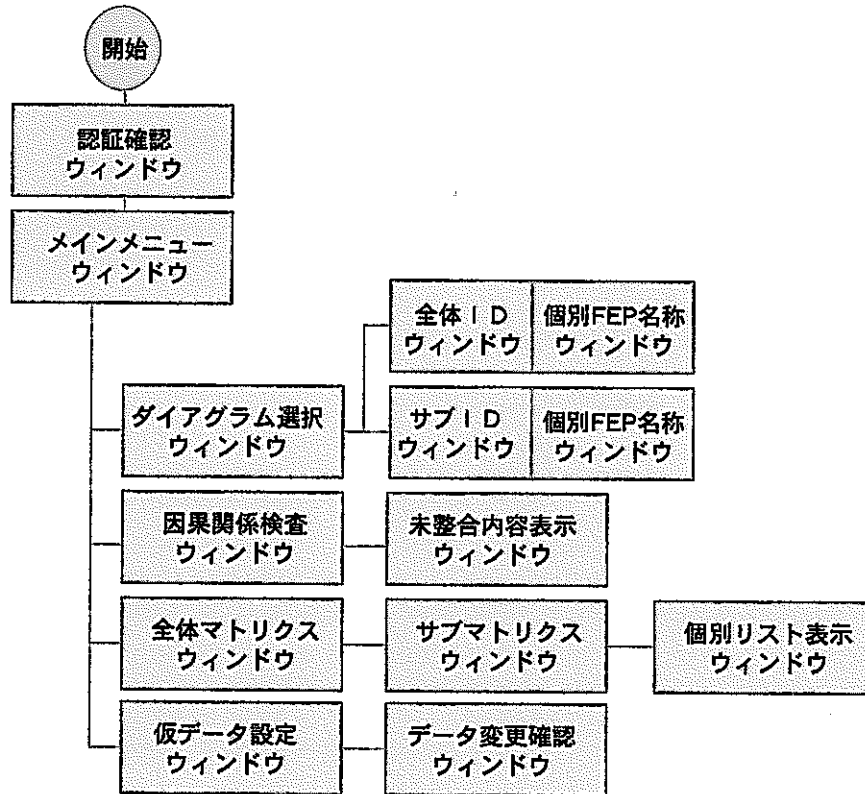 開始
認証確認
ウィンドウ
メインメニュー
ウィンドウ
全体ID
ウィンドウ
個別FEP名称
ウィンドウ
ダイアグラム選択
ウィンドウ
サブID
ウィンドウ
個別FEP名称
ウィンドウ
因果関係検査
ウィンドウ
未整合内容表示
ウィンドウ
全体マトリクス
ウィンドウ
サブマトリクス
ウィンドウ
個別リスト表示
ウィンドウ
仮データ設定
ウィンドウ
データ変更確認
ウィンドウ